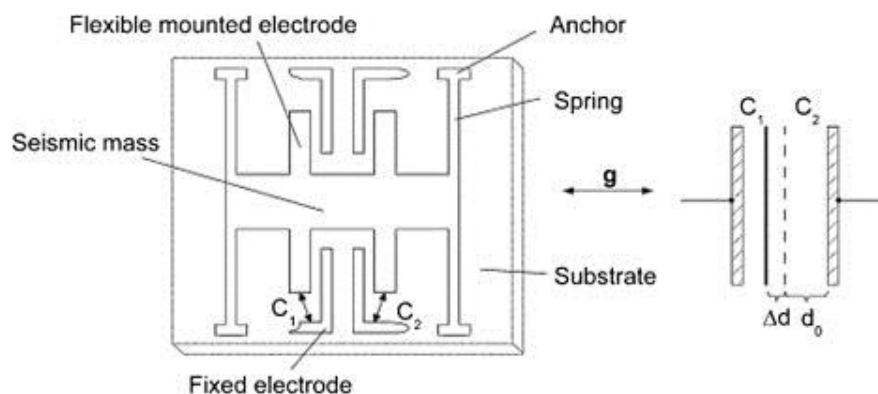 Flexible mounted electrode
Anchor
Spring
Seismic mass
g
Substrate
C₁
C₂
Fixed electrode
C₁
C₂
Δd
d₀